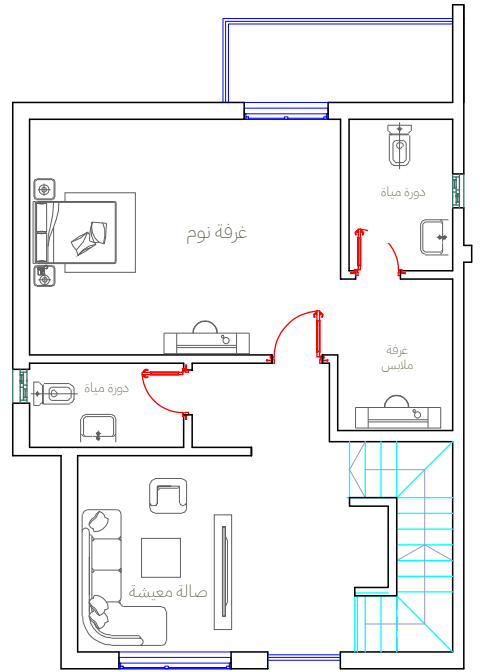 دورة مياة
غرفة نوم
غرفة
ملابس
دورة مياة
صالة معيشة